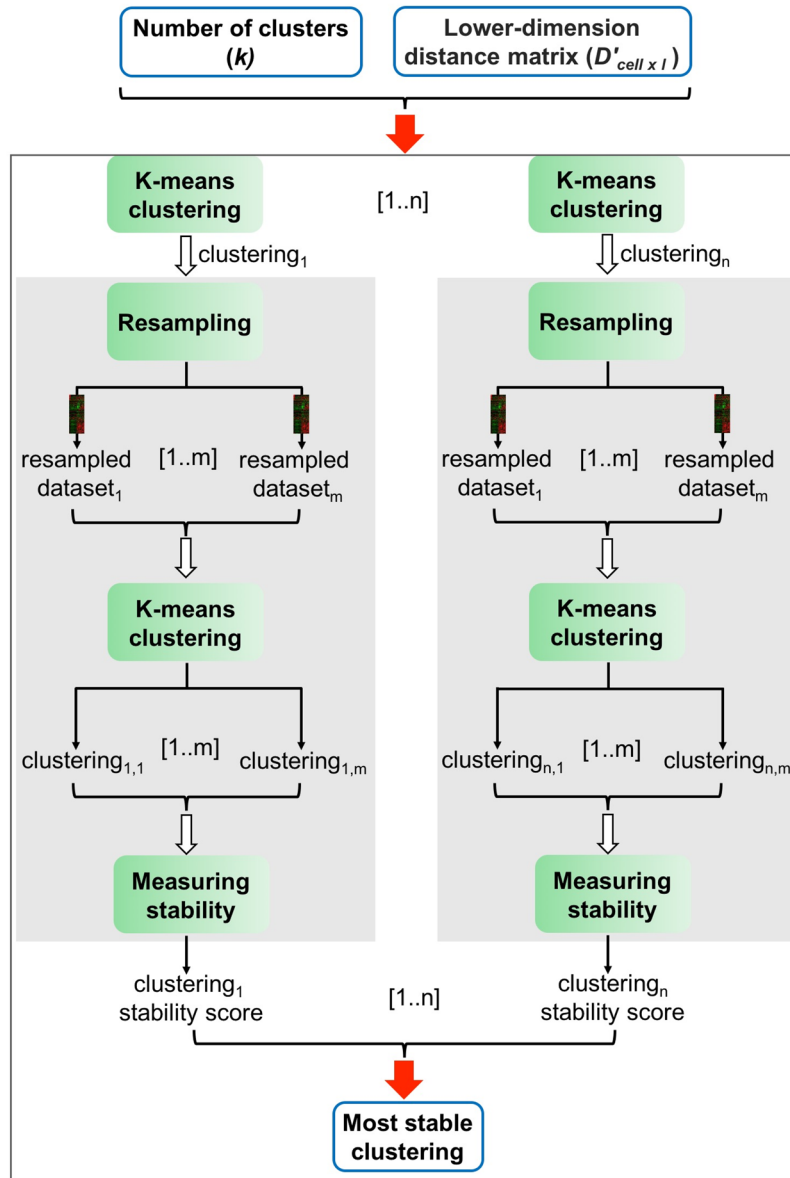 Number of clusters
(k)
Lower-dimension
distance matrix (D'cell x l )
K-means
clustering
[1..n]
K-means
clustering
clustering1
clusteringn
Resampling
Resampling
resampled
dataset1
[1..m]
resampled
datasetm
resampled
dataset1
[1..m]
resampled
datasetm
K-means
clustering
K-means
clustering
clustering1,1
[1..m]
clustering1,m
clusteringn,1
[1..m]
clusteringn,m
Measuring
stability
Measuring
stability
clustering1
stability score
[1..n]
clusteringn
stability score
Most stable
clustering